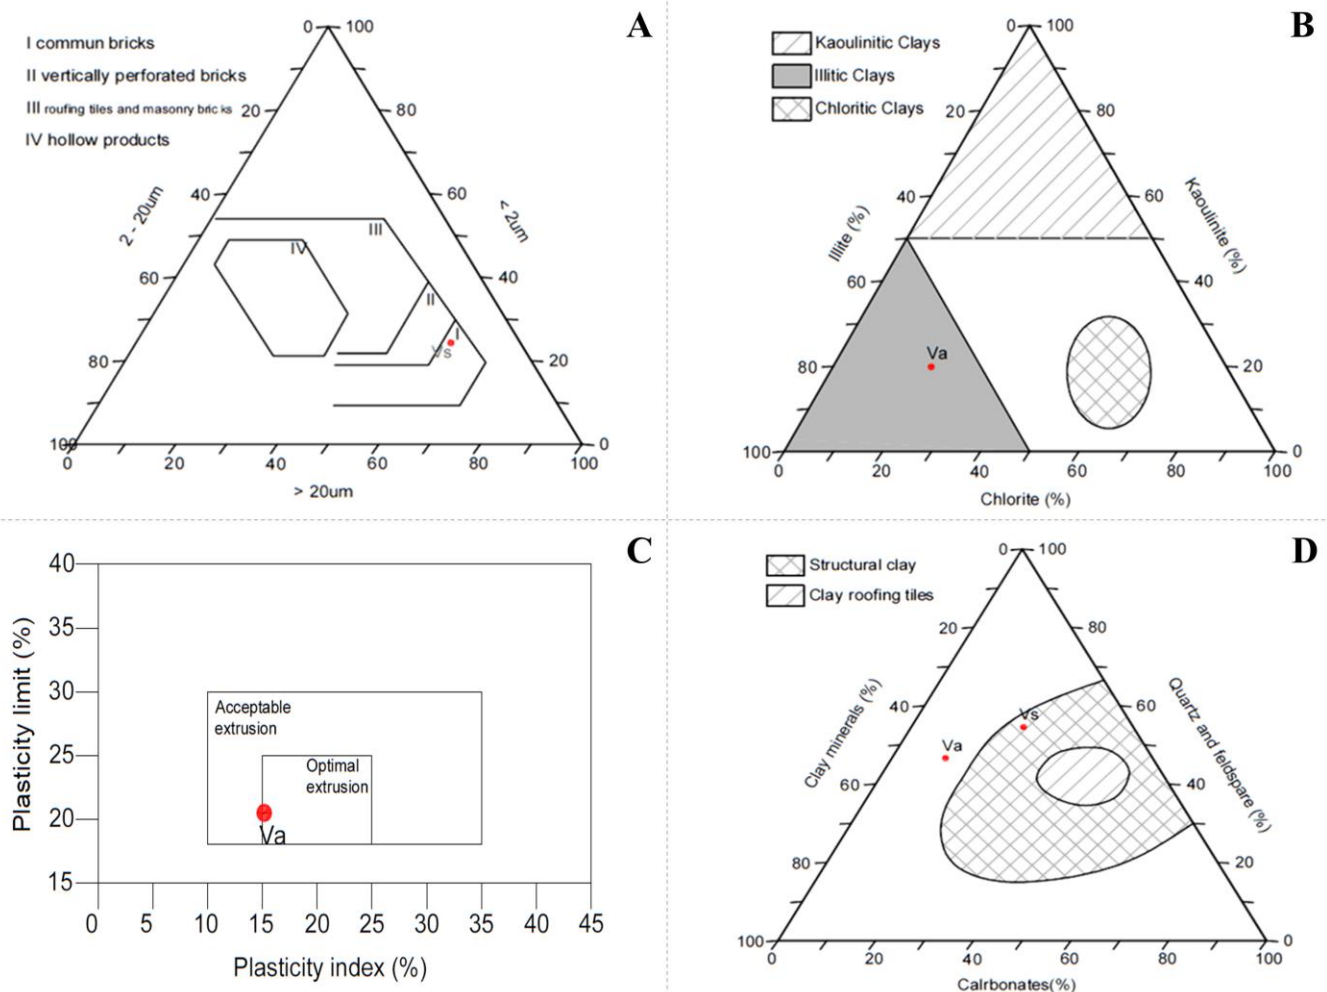 A
I commun bricks
II vertically perforated bricks
III roofing tiles and masonry bric ks
IV hollow products
0 100
20 80
40 60
60 40
80 20
100 0
0 20 40 60 80 100
2 - 20um
< 2um
> 20um
III
IV
II
I
Vs
B
Kaoulinitic Clays
Illitic Clays
Chloritic Clays
0 100
20 80
40 60
60 40
80 20
100 0
0 20 40 60 80 100
Illite (%)
Kaoulinite (%)
Chlorite (%)
Va
C
40
35
30
25
20
15
0 5 10 15 20 25 30 35 40 45
Plasticity limit (%)
Plasticity index (%)
Acceptable
extrusion
Optimal
extrusion
Va
D
Structural clay
Clay roofing tiles
0 100
20 80
40 60
60 40
80 20
100 0
0 20 40 60 80 100
Clay minerals (%)
Quartz and feldspare (%)
Calrbonates(%)
Vs
Va